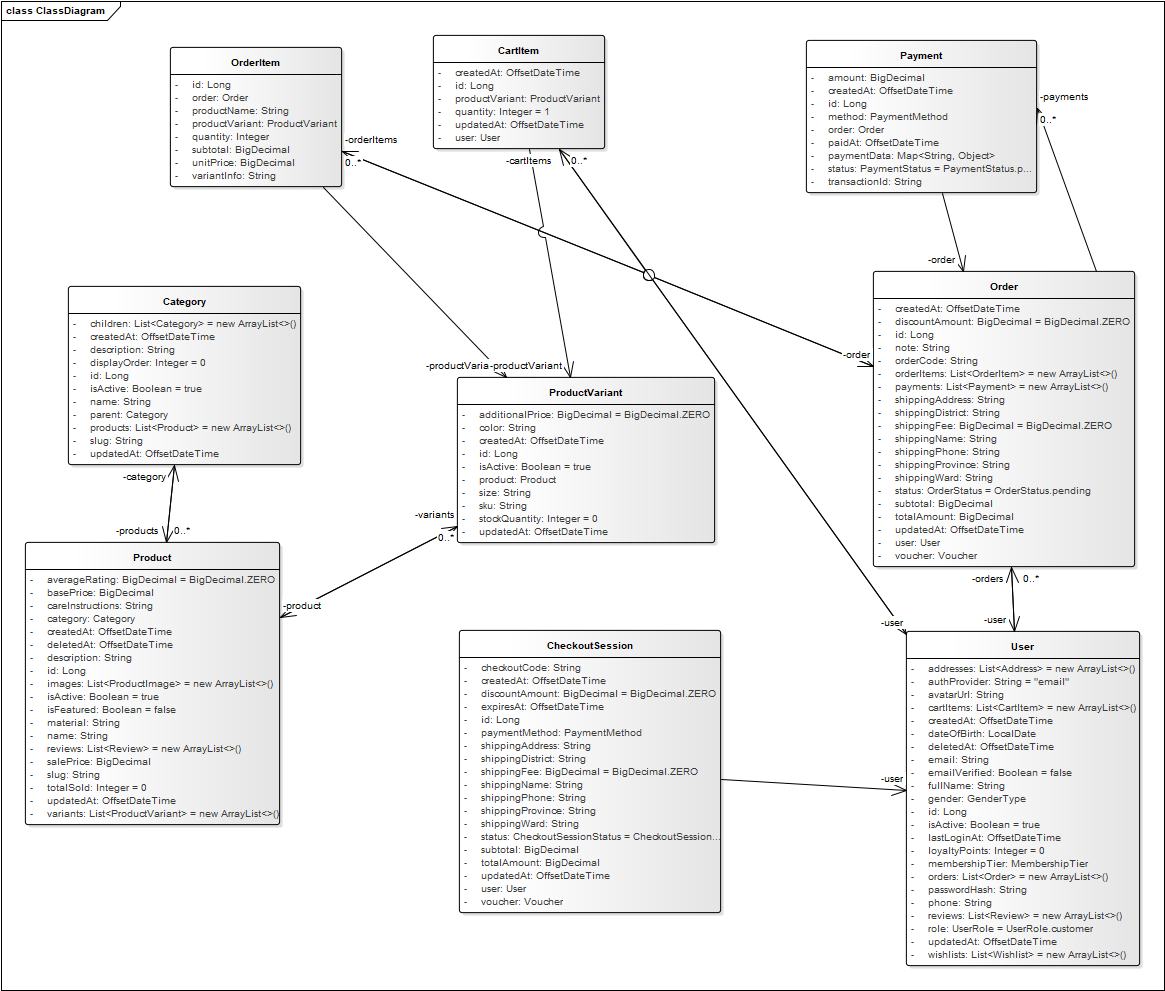 class ClassDiagram
OrderItem
- id: Long
- order: Order
- productName: String
- productVariant: ProductVariant
- quantity: Integer
- subtotal: BigDecimal
- unitPrice: BigDecimal
- variantInfo: String
CartItem
- createdAt: OffsetDateTime
- id: Long
- productVariant: ProductVariant
- quantity: Integer = 1
- updatedAt: OffsetDateTime
- user: User
Payment
- amount: BigDecimal
- createdAt: OffsetDateTime
- id: Long
- method: PaymentMethod
- order: Order
- paidAt: OffsetDateTime
- paymentData: Map<String, Object>
- status: PaymentStatus = PaymentStatus.p...
- transactionId: String
-payments
0..*
-orderItems
0..*
-cartItems
0..*
-order
Category
- children: List<Category> = new ArrayList<>()
- createdAt: OffsetDateTime
- description: String
- displayOrder: Integer = 0
- id: Long
- isActive: Boolean = true
- name: String
- parent: Category
- products: List<Product> = new ArrayList<>()
- slug: String
- updatedAt: OffsetDateTime
Order
- createdAt: OffsetDateTime
- discountAmount: BigDecimal = BigDecimal.ZERO
- id: Long
- note: String
- orderCode: String
- orderItems: List<OrderItem> = new ArrayList<>()
- payments: List<Payment> = new ArrayList<>()
- shippingAddress: String
- shippingDistrict: String
- shippingFee: BigDecimal = BigDecimal.ZERO
- shippingName: String
- shippingPhone: String
- shippingProvince: String
- shippingWard: String
- status: OrderStatus = OrderStatus.pending
- subtotal: BigDecimal
- totalAmount: BigDecimal
- updatedAt: OffsetDateTime
- user: User
- voucher: Voucher
-order
-productVaria
-productVariant
ProductVariant
- additionalPrice: BigDecimal = BigDecimal.ZERO
- color: String
- createdAt: OffsetDateTime
- id: Long
- isActive: Boolean = true
- product: Product
- size: String
- sku: String
- stockQuantity: Integer = 0
- updatedAt: OffsetDateTime
-category
-products
0..*
-variants
0..*
-product
Product
- averageRating: BigDecimal = BigDecimal.ZERO
- basePrice: BigDecimal
- careInstructions: String
- category: Category
- createdAt: OffsetDateTime
- deletedAt: OffsetDateTime
- description: String
- id: Long
- images: List<ProductImage> = new ArrayList<>()
- isActive: Boolean = true
- isFeatured: Boolean = false
- material: String
- name: String
- reviews: List<Review> = new ArrayList<>()
- salePrice: BigDecimal
- slug: String
- totalSold: Integer = 0
- updatedAt: OffsetDateTime
- variants: List<ProductVariant> = new ArrayList<>()
-orders
0..*
-user
-user
CheckoutSession
- checkoutCode: String
- createdAt: OffsetDateTime
- discountAmount: BigDecimal = BigDecimal.ZERO
- expiresAt: OffsetDateTime
- id: Long
- paymentMethod: PaymentMethod
- shippingAddress: String
- shippingDistrict: String
- shippingFee: BigDecimal = BigDecimal.ZERO
- shippingName: String
- shippingPhone: String
- shippingProvince: String
- shippingWard: String
- status: CheckoutSessionStatus = CheckoutSession...
- subtotal: BigDecimal
- totalAmount: BigDecimal
- updatedAt: OffsetDateTime
- user: User
- voucher: Voucher
-user
User
- addresses: List<Address> = new ArrayList<>()
- authProvider: String = "email"
- avatarUrl: String
- cartItems: List<CartItem> = new ArrayList<>()
- createdAt: OffsetDateTime
- dateOfBirth: LocalDate
- deletedAt: OffsetDateTime
- email: String
- emailVerified: Boolean = false
- fullName: String
- gender: GenderType
- id: Long
- isActive: Boolean = true
- lastLoginAt: OffsetDateTime
- loyaltyPoints: Integer = 0
- membershipTier: MembershipTier
- orders: List<Order> = new ArrayList<>()
- passwordHash: String
- phone: String
- reviews: List<Review> = new ArrayList<>()
- role: UserRole = UserRole.customer
- updatedAt: OffsetDateTime
- wishlists: List<Wishlist> = new ArrayList<>()